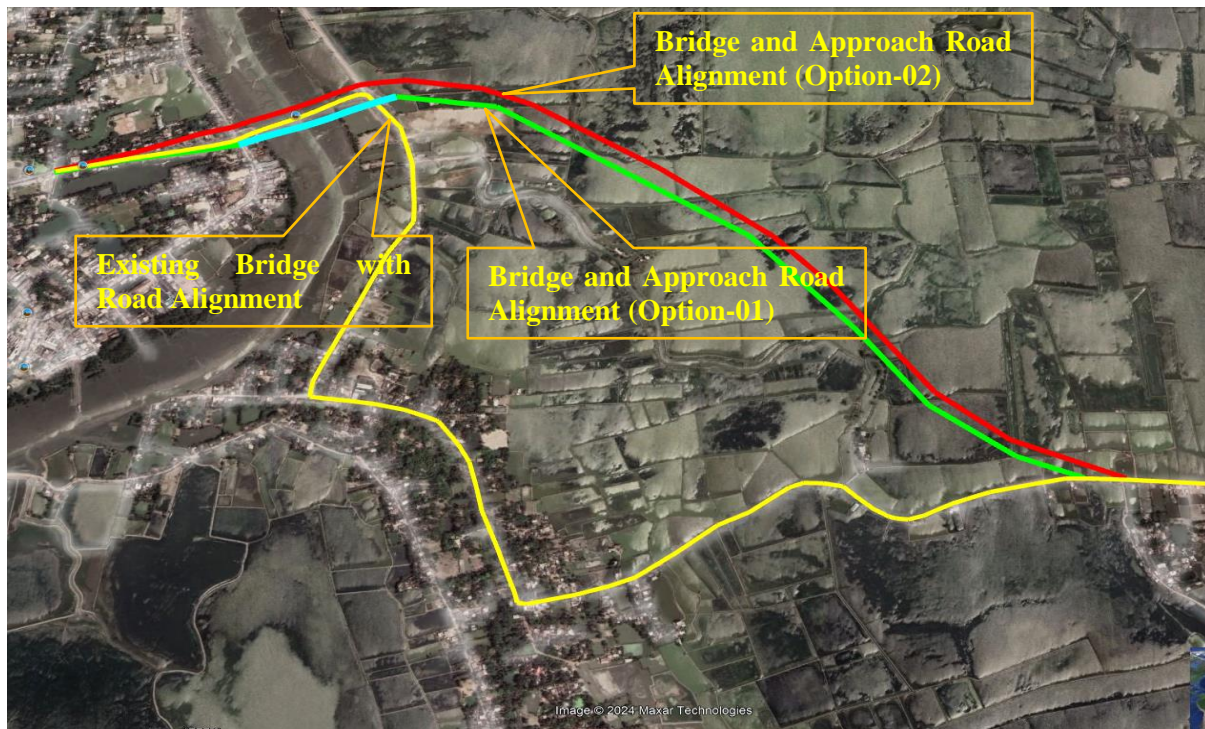 Bridge and Approach Road
Alignment (Option-02)
Existing Bridge with
Road Alignment
Bridge and Approach Road
Alignment (Option-01)
Image © 2024 Maxar Technologies